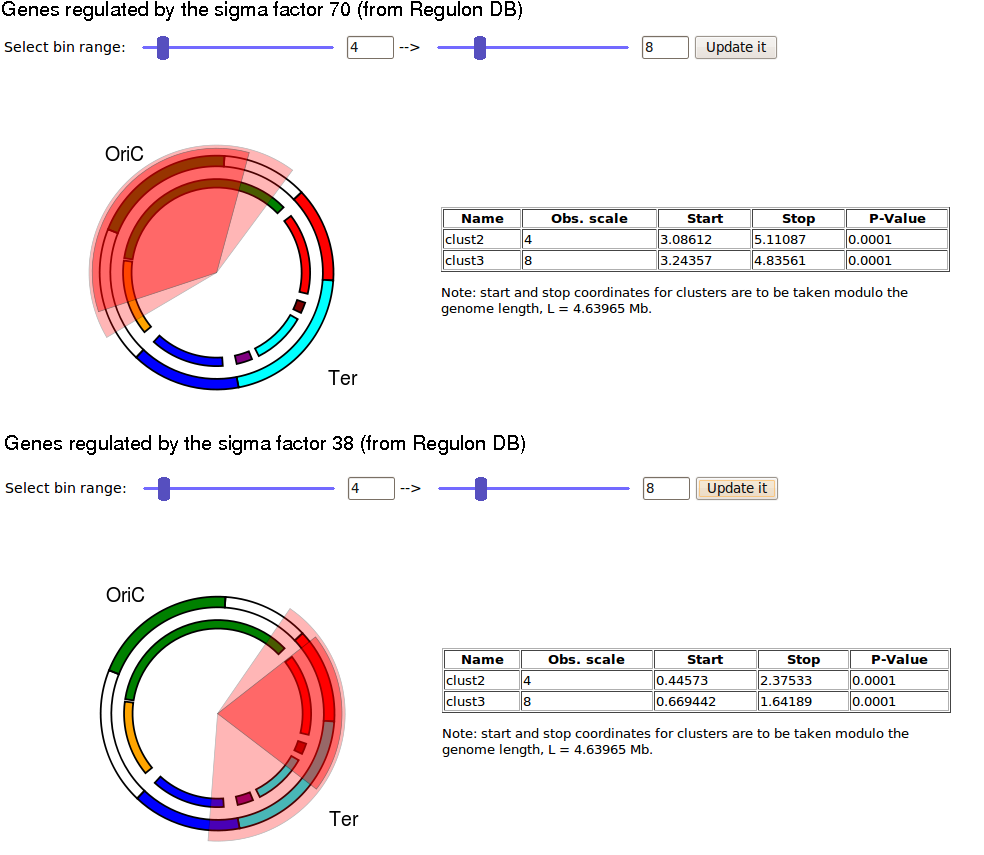 Genes regulated by the sigma factor 70 (from Regulon DB)
Select bin range: 4 --> 8 Update it
OriC
Ter
Name Obs. scale Start Stop P-Value
clust2 4 3.08612 5.11087 0.0001
clust3 8 3.24357 4.83561 0.0001
Note: start and stop coordinates for clusters are to be taken modulo the
genome length, L = 4.63965 Mb.
Genes regulated by the sigma factor 38 (from Regulon DB)
Select bin range: 4 --> 8 Update it
OriC
Ter
Name Obs. scale Start Stop P-Value
clust2 4 0.44573 2.37533 0.0001
clust3 8 0.669442 1.64189 0.0001
Note: start and stop coordinates for clusters are to be taken modulo the
genome length, L = 4.63965 Mb.